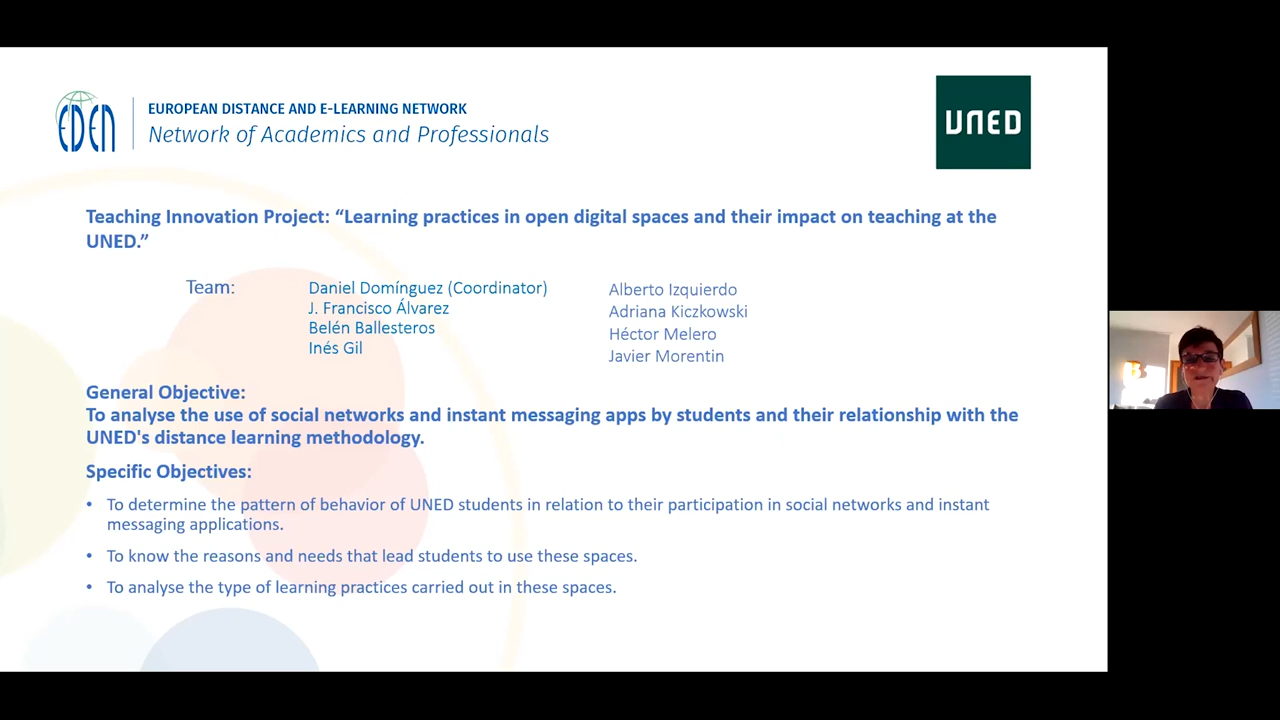 EDEN
EUROPEAN DISTANCE AND E-LEARNING NETWORK
Network of Academics and Professionals
UNED
Teaching Innovation Project: “Learning practices in open digital spaces and their impact on teaching at the
UNED.”
Team:
Daniel Domínguez (Coordinator)
J. Francisco Álvarez
Belén Ballesteros
Inés Gil
Alberto Izquierdo
Adriana Kiczkowski
Héctor Melero
Javier Morentin
General Objective:
To analyse the use of social networks and instant messaging apps by students and their relationship with the
UNED's distance learning methodology.
Specific Objectives:
• To determine the pattern of behavior of UNED students in relation to their participation in social networks and instant
messaging applications.
• To know the reasons and needs that lead students to use these spaces.
• To analyse the type of learning practices carried out in these spaces.